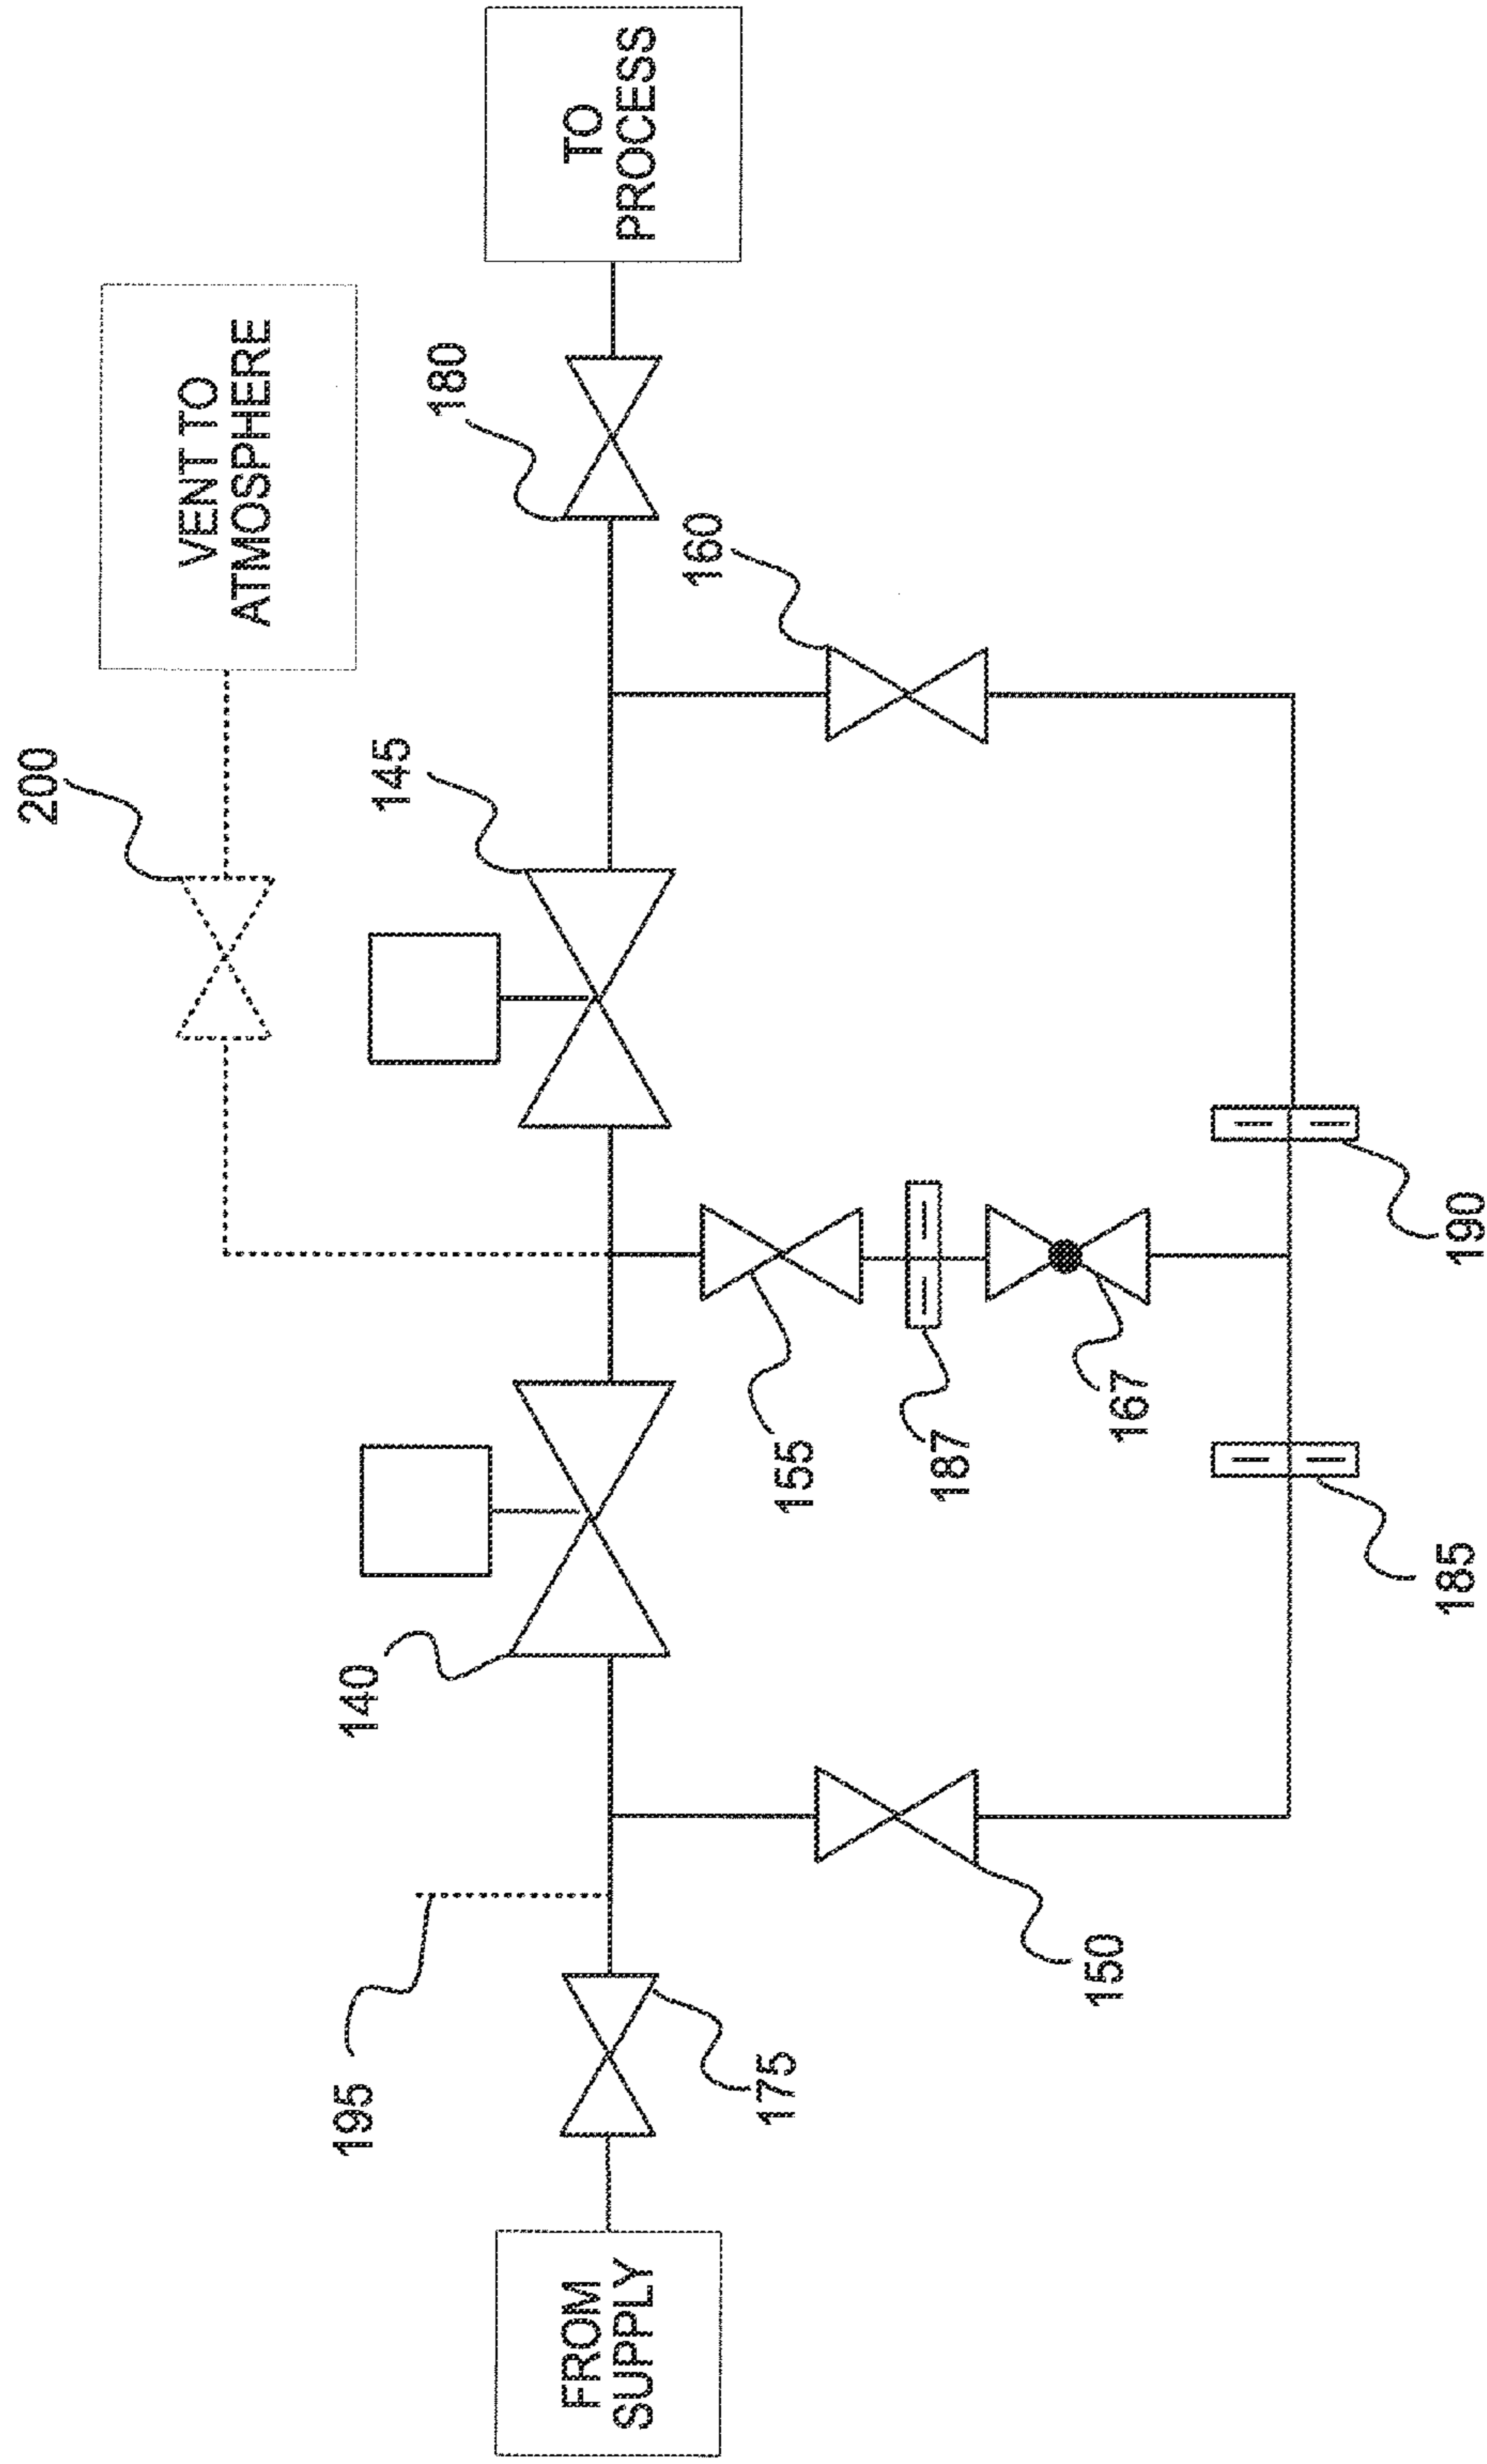 VENT TO
ATMOSPHERE
200
195
140
145
180
FROM
SUPPLY
TO
PROCESS
175
150
155
187
167
160
185
190